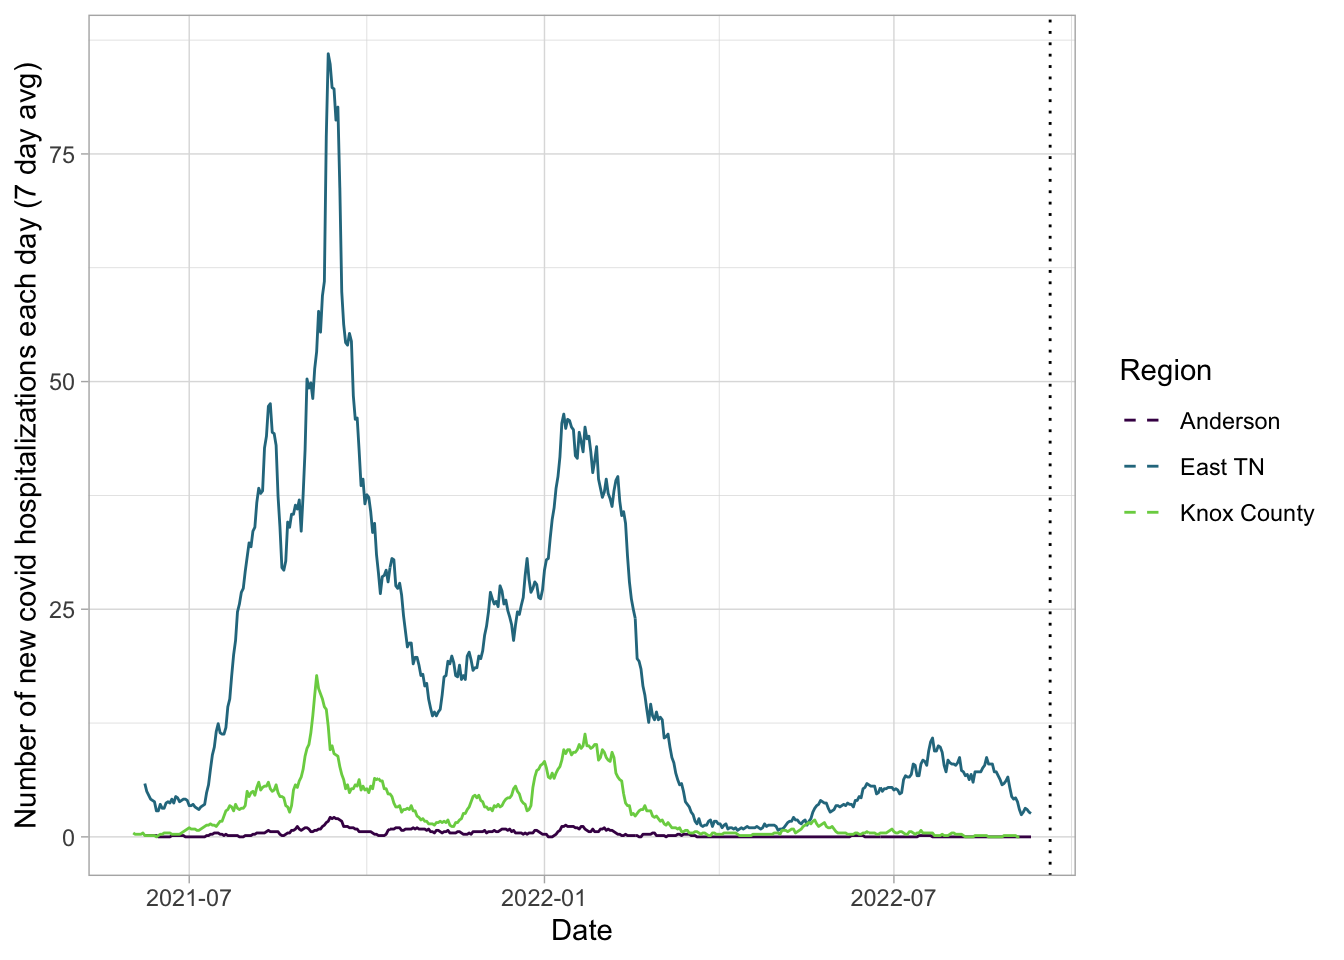 Number of new covid hospitalizations each day (7 day avg)
75
50
25
0
2021-07
2022-01
2022-07
Date
Region
Anderson
East TN
Knox County